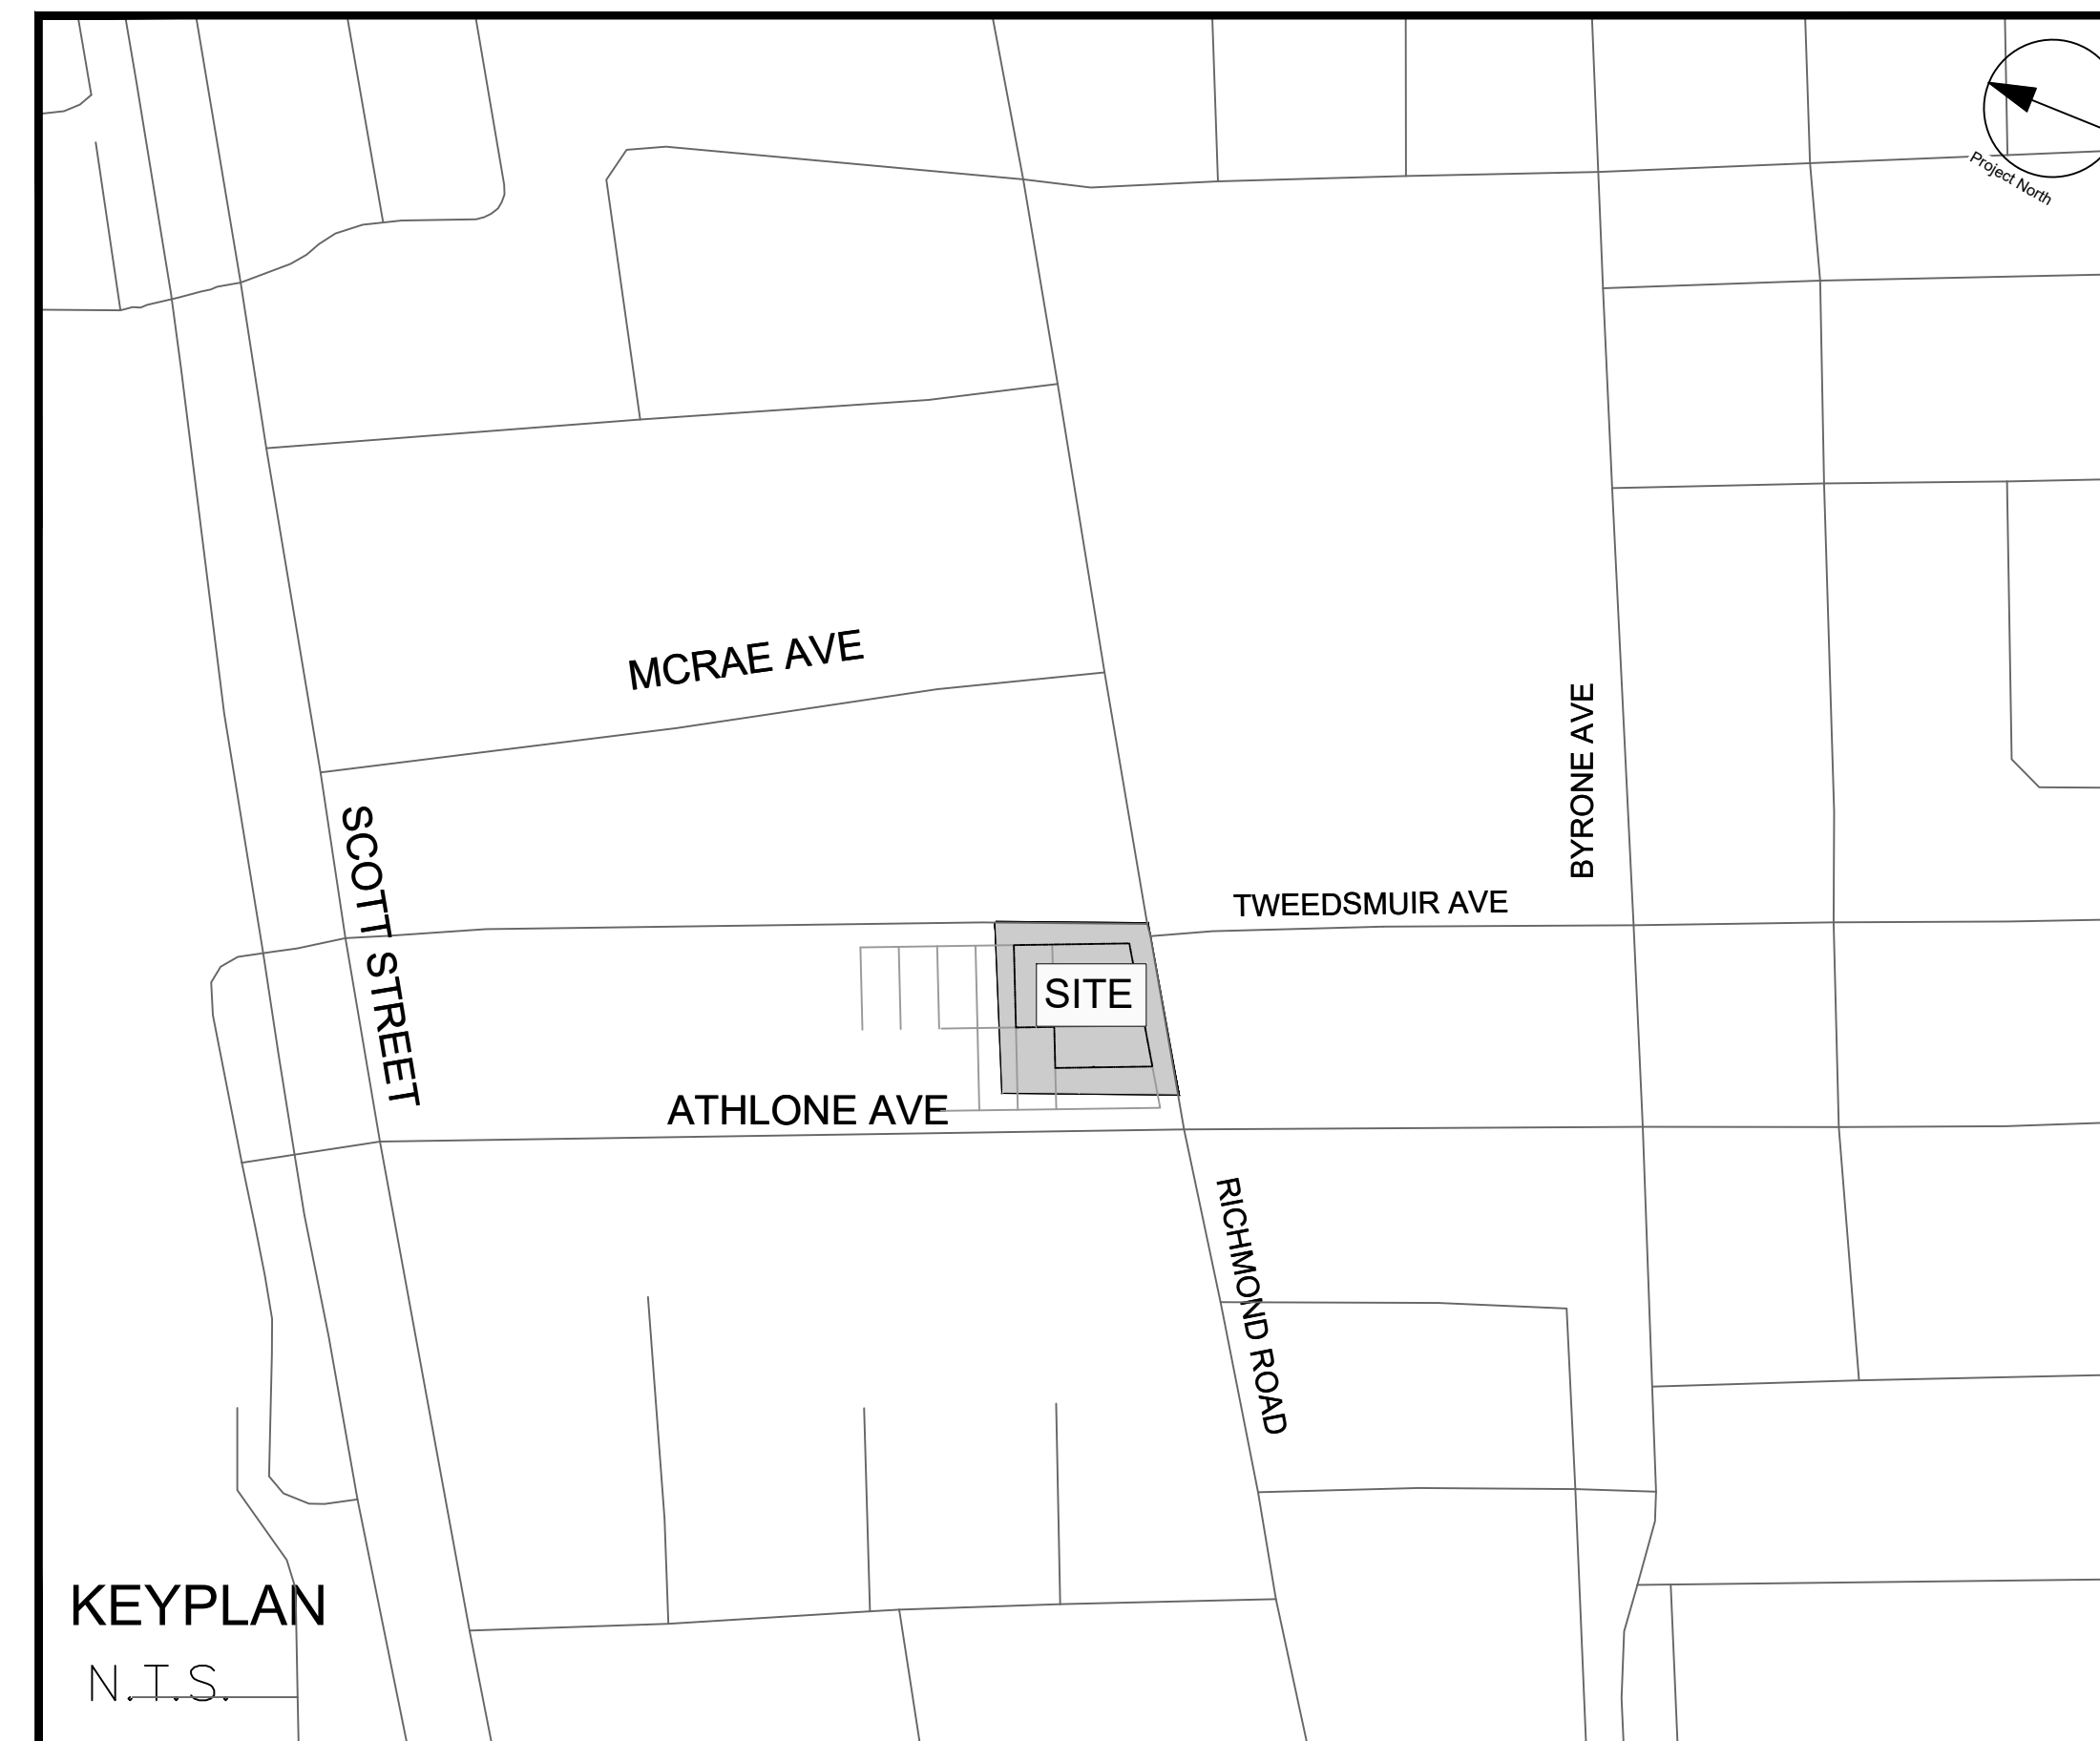 Project North
MCRAE AVE
BYRONE AVE
SCOTT STREET
TWEEDSMUIR AVE
SITE
ATHLONE AVE
RICHMOND ROAD
KEYPLAN
N.T.S.